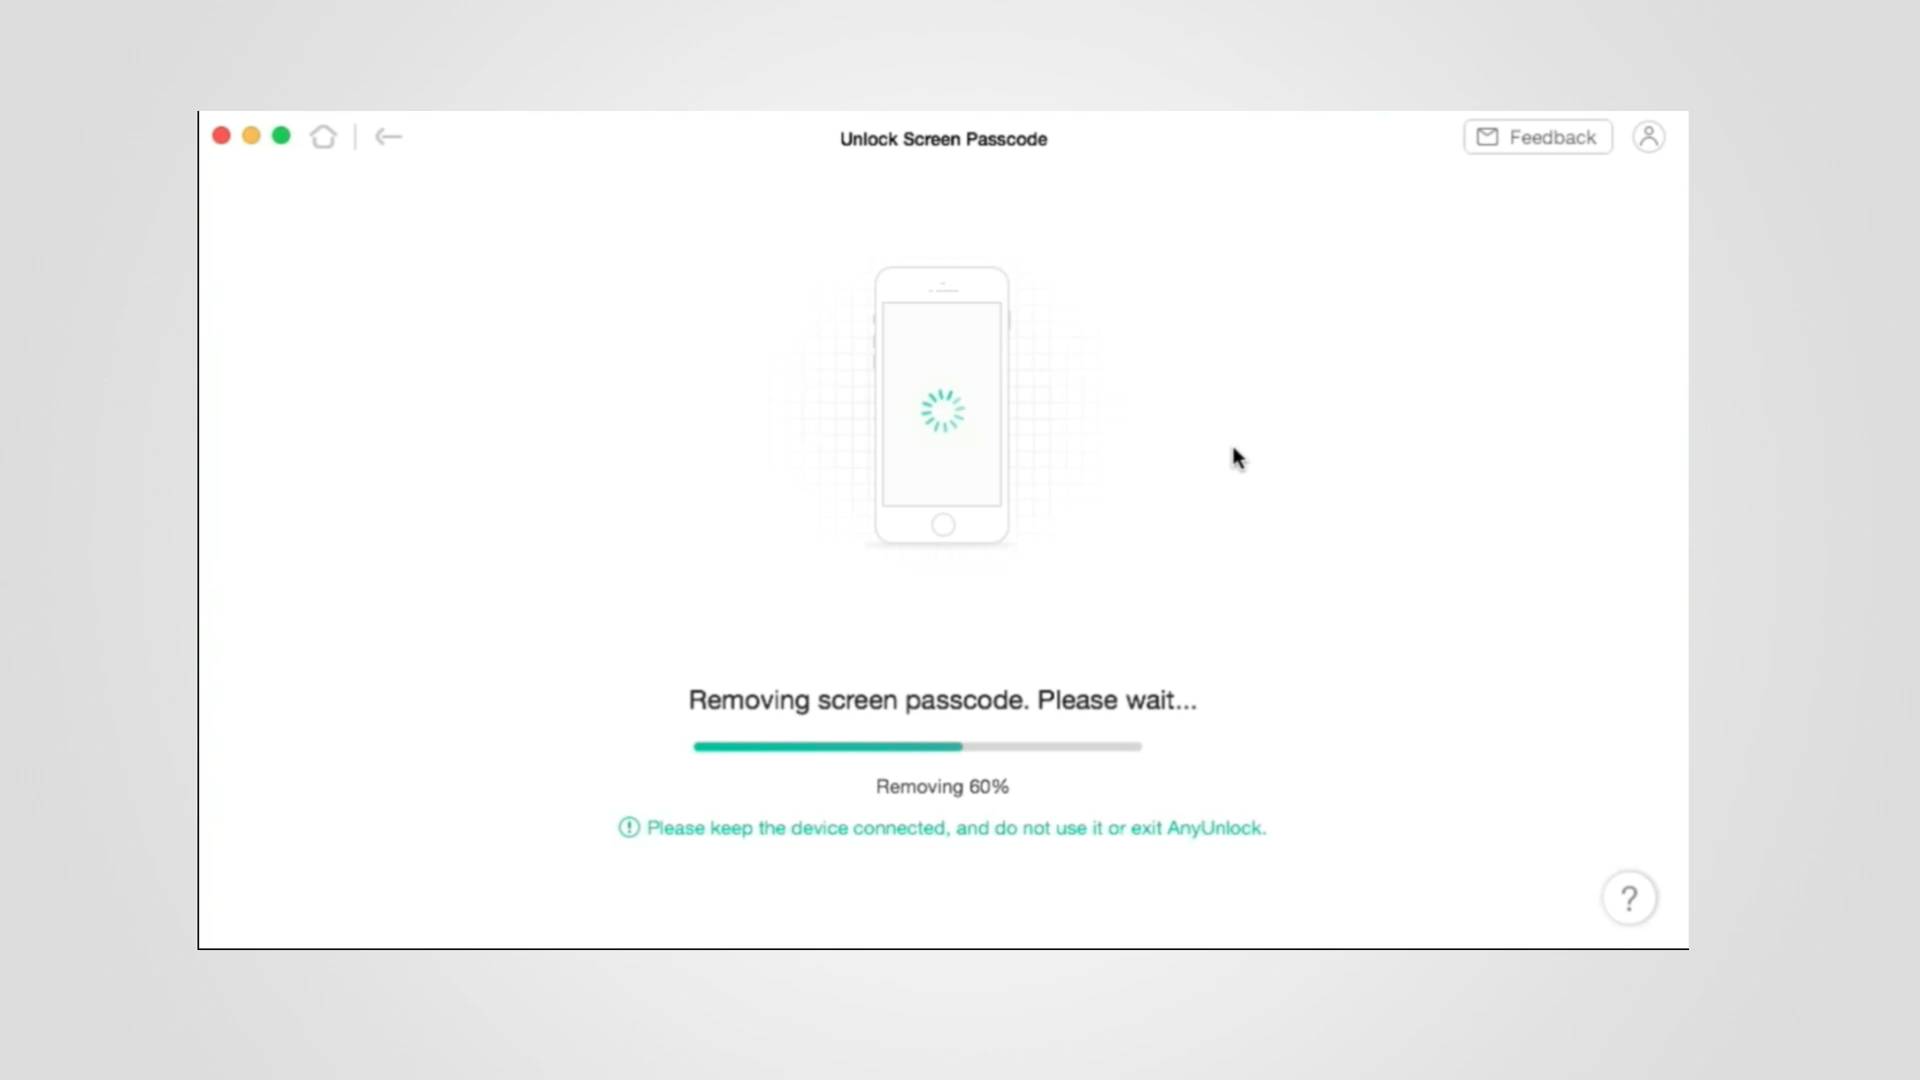 Unlock Screen Passcode
Feedback
Removing screen passcode. Please wait...
Removing 60%
Please keep the device connected, and do not use it or exit AnyUnlock.
?